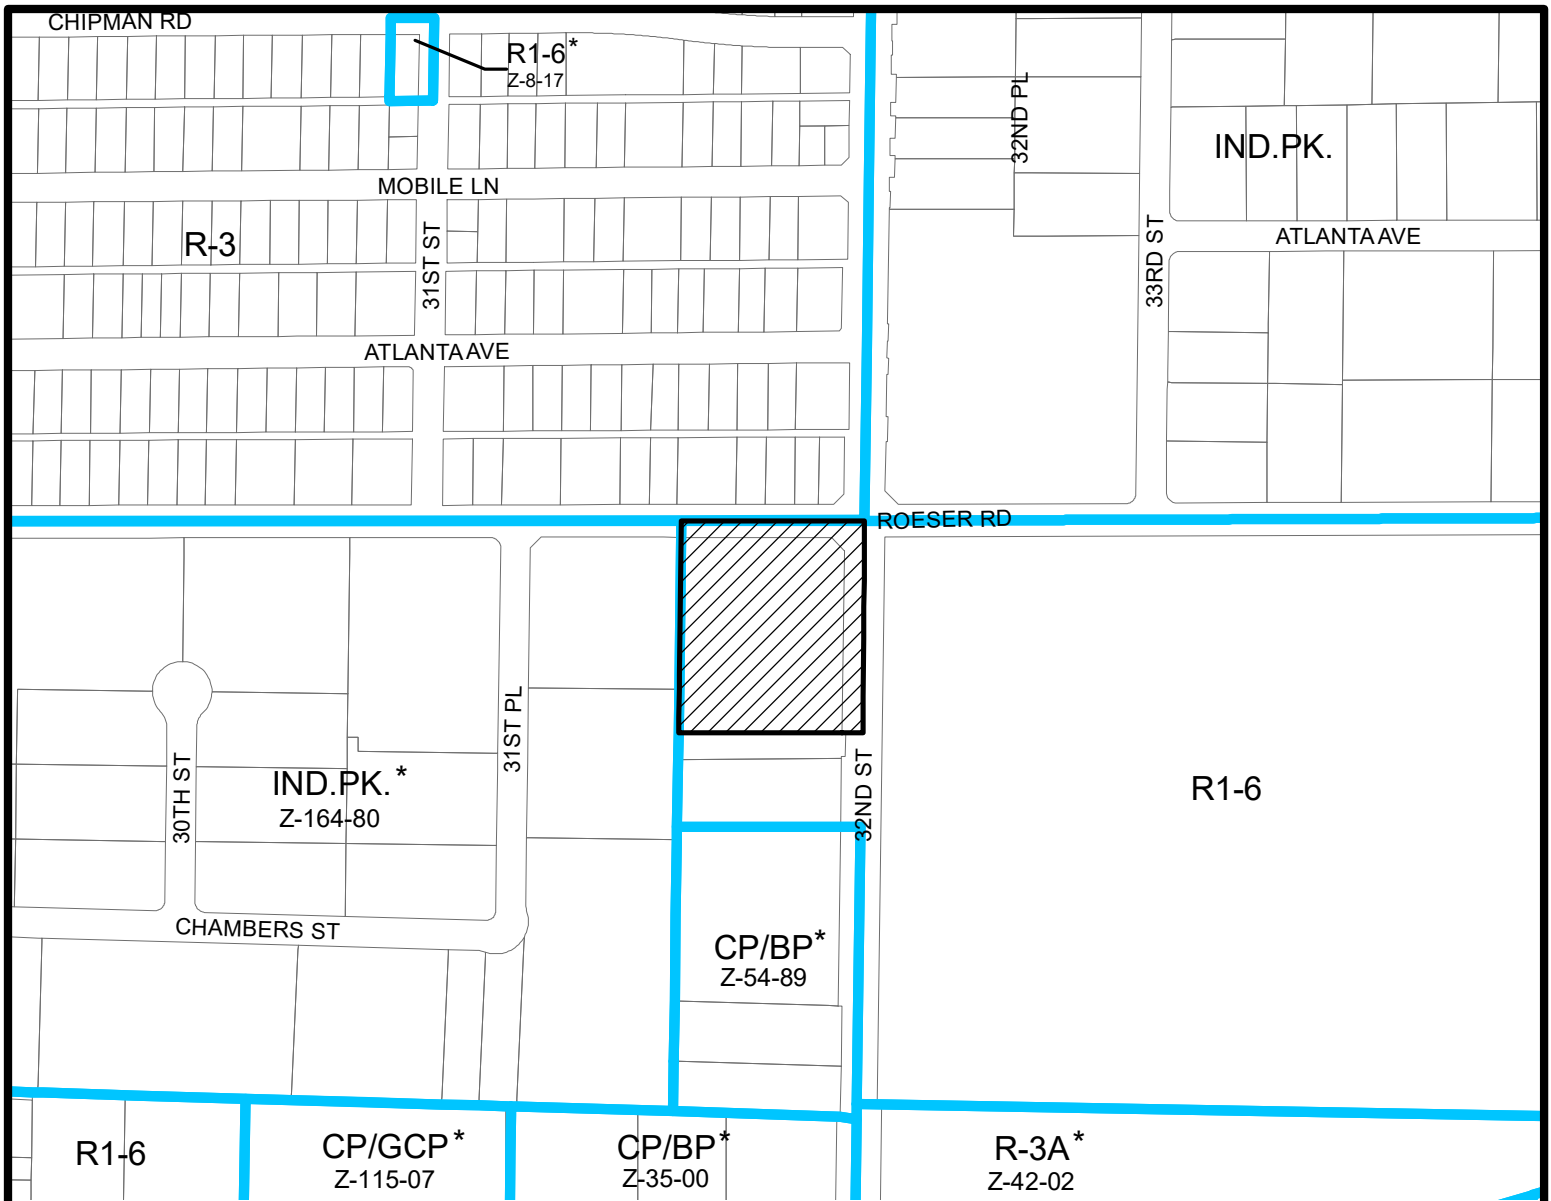 CHIPMAN RD
R1-6*
Z-8-17
32ND PL
IND.PK.
MOBILE LN
R-3
31ST ST
33RD ST
ATLANTA AVE
ATLANTA AVE
ROESER RD
31ST PL
30TH ST
IND.PK.*
Z-164-80
32ND ST
R1-6
CHAMBERS ST
CP/BP*
Z-54-89
R1-6
CP/GCP*
Z-115-07
CP/BP*
Z-35-00
R-3A*
Z-42-02